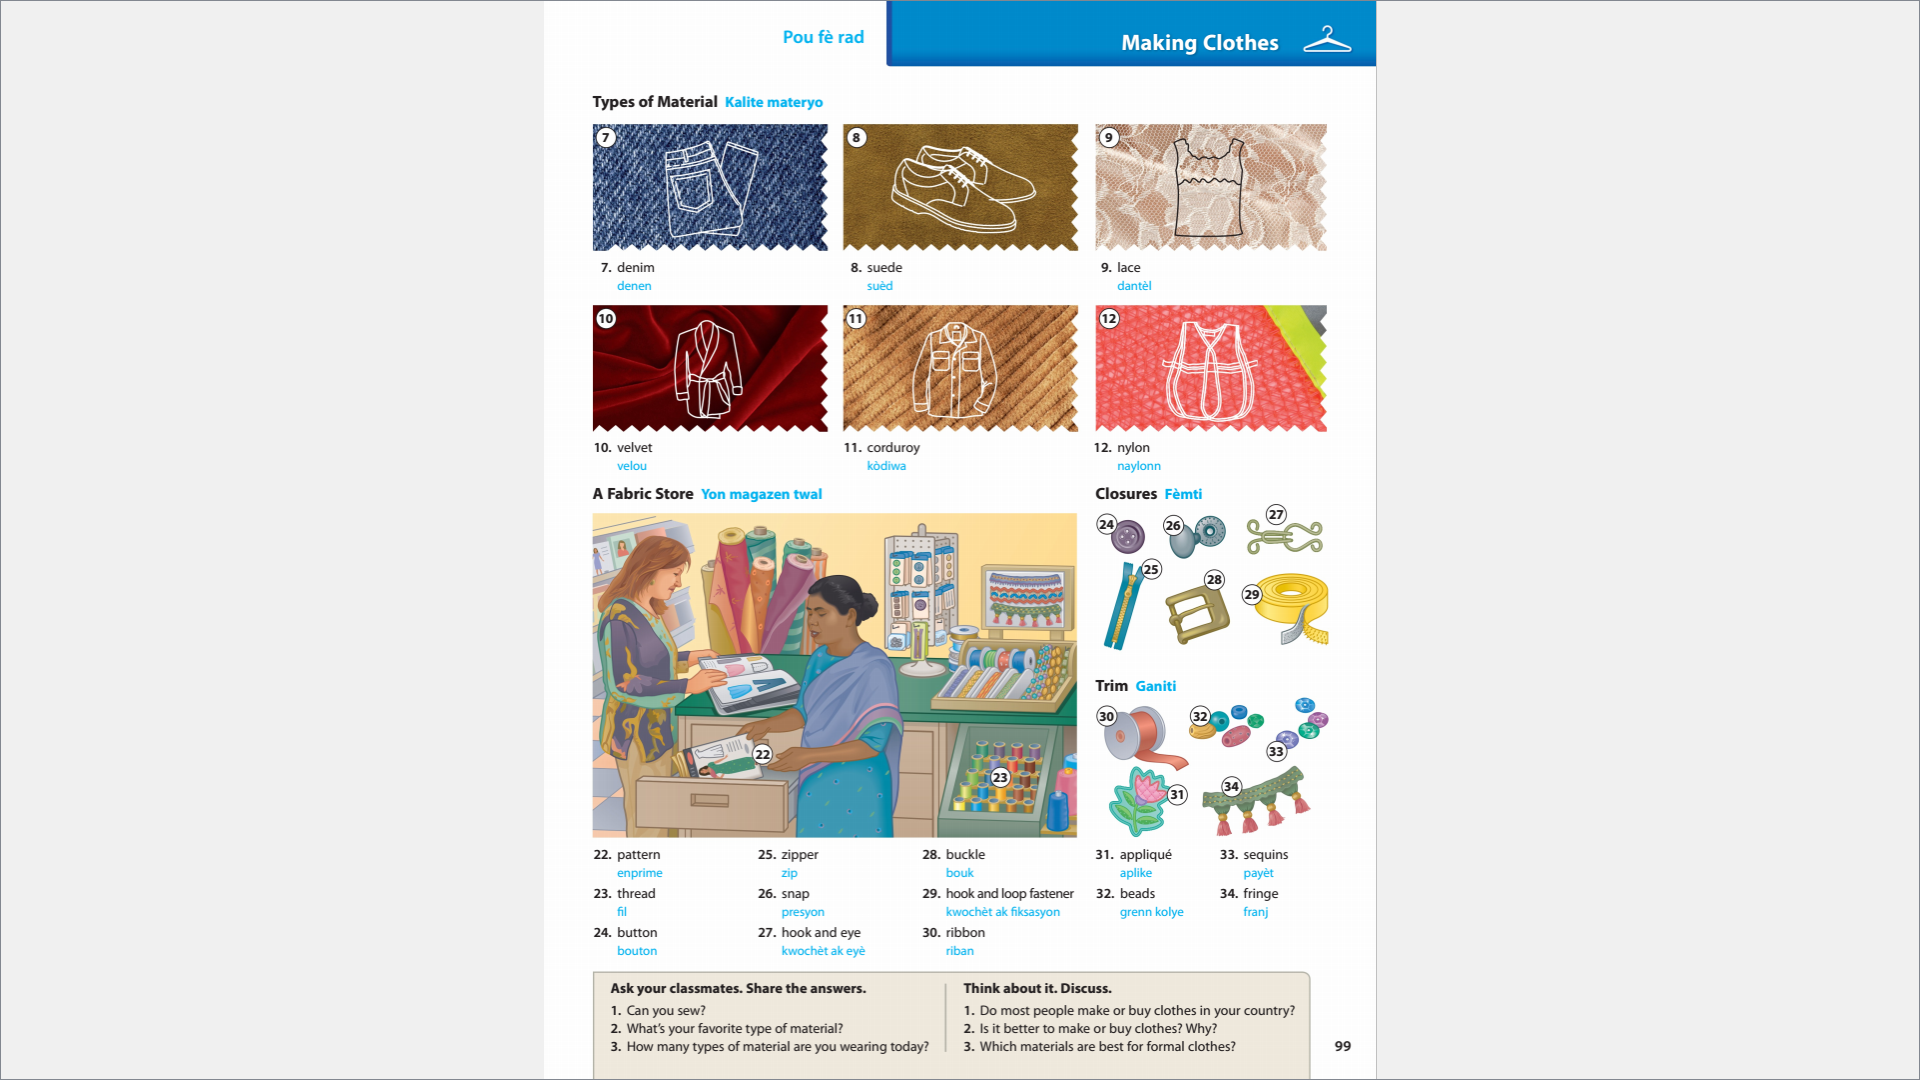 Pou fè rad
Making Clothes
Types of Material Kalite materyo
7
8
9
7. denim
denen
8. suede
suèd
9. lace
dantèl
10
11
12
10. velvet
velou
11. corduroy
kòdiwa
12. nylon
naylonn
A Fabric Store Yon magazen twal
22
23
Closures Fèmti
24
26
27
25
28
29
Trim Ganiti
30
32
33
31
34
22. pattern
enprime
23. thread
fil
24. button
bouton
25. zipper
zip
26. snap
presyon
27. hook and eye
kwochèt ak eyè
28. buckle
bouk
29. hook and loop fastener
kwochèt ak fiksasyon
30. ribbon
riban
31. appliqué
aplike
32. beads
grenn kolye
33. sequins
payèt
34. fringe
franj
Ask your classmates. Share the answers.
1. Can you sew?
2. What's your favorite type of material?
3. How many types of material are you wearing today?
Think about it. Discuss.
1. Do most people make or buy clothes in your country?
2. Is it better to make or buy clothes? Why?
3. Which materials are best for formal clothes?
99